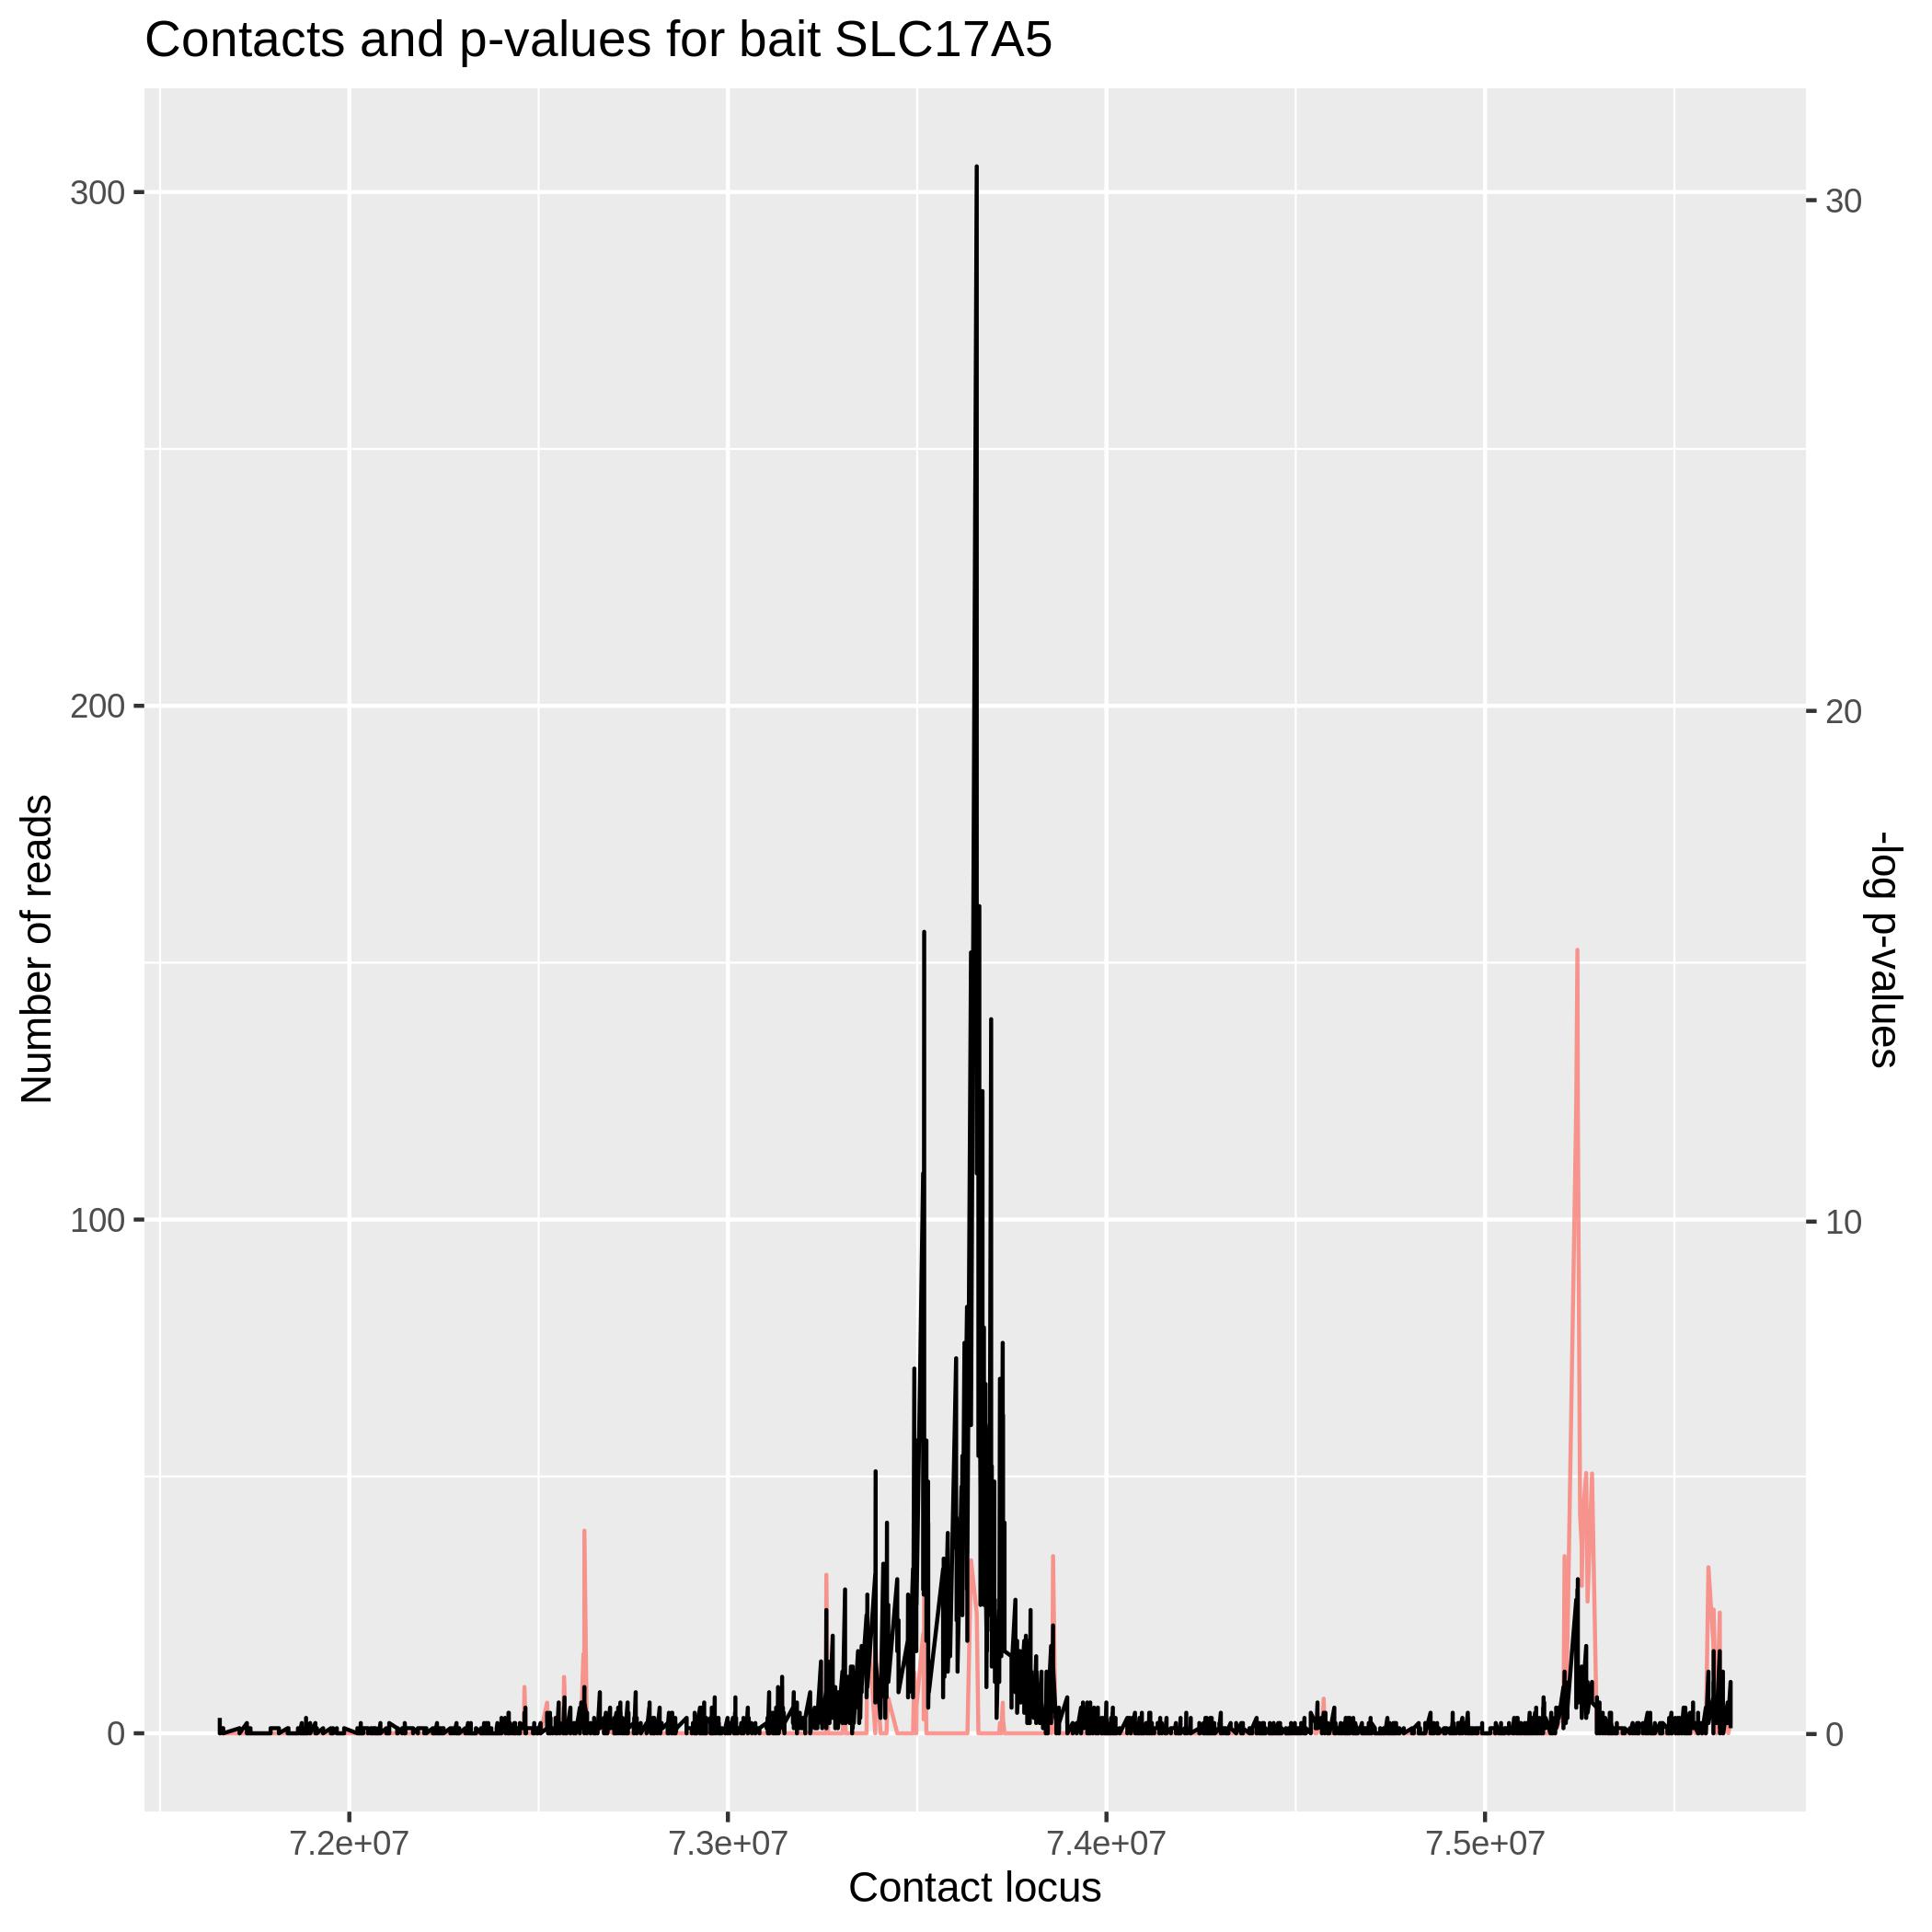 Contacts and p-values for bait SLC17A5
300
200
100
0
30
20
10
0
Number of reads
-log p-values
7.2e+07 7.3e+07 7.4e+07 7.5e+07
Contact locus